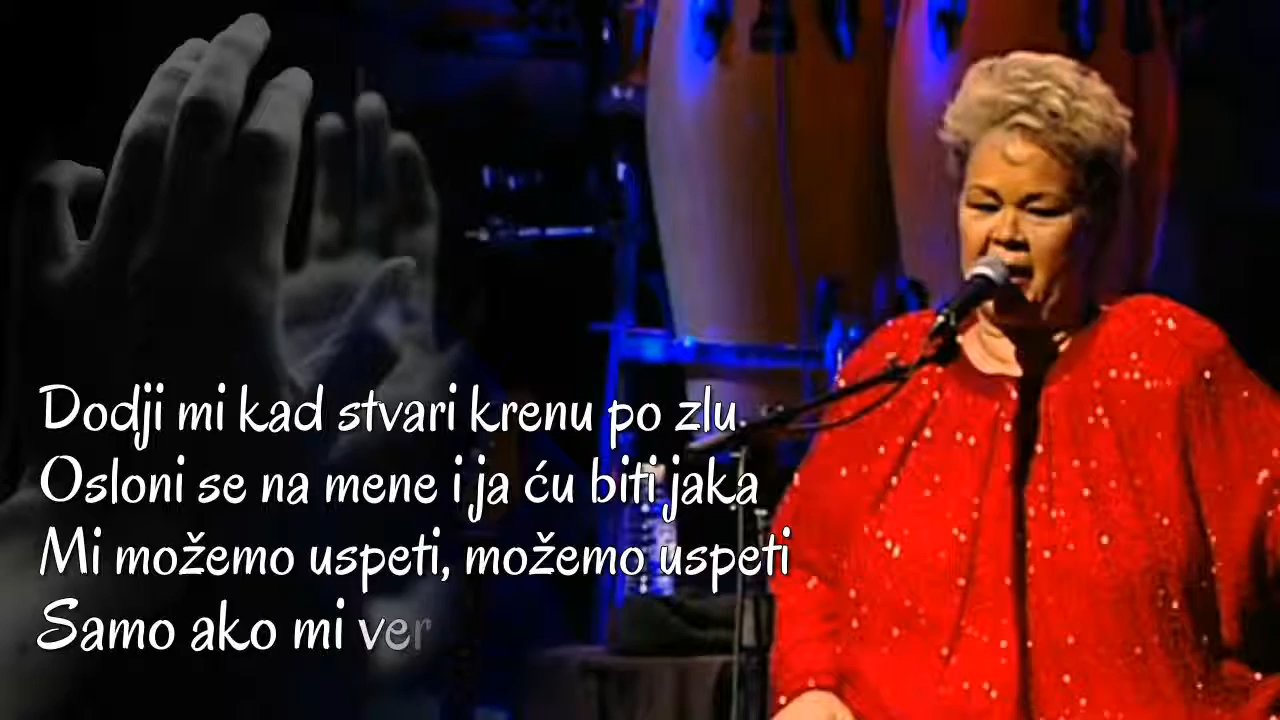 Dodji mi kad stvari krenu po zlu
Osloni se na mene i ja ću biti jaka
Mi možemo uspeti, možemo uspeti
Samo ako mi ver